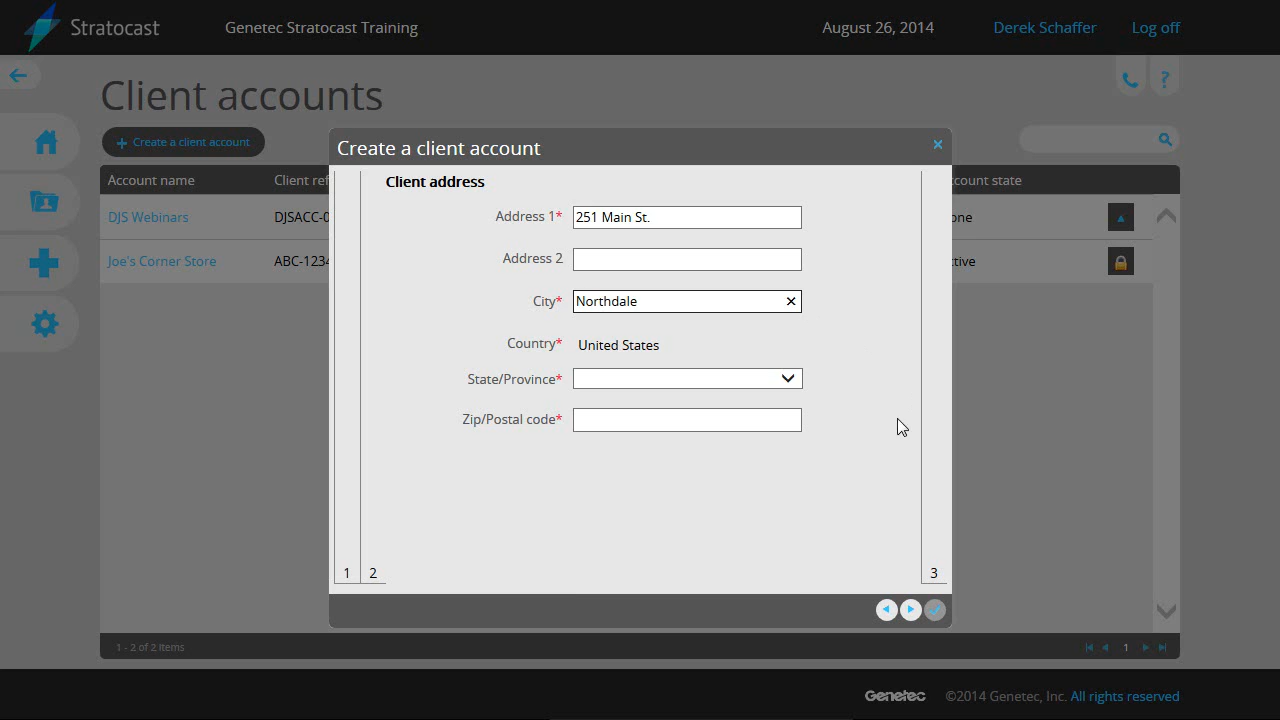 Stratocast
Genetec Stratocast Training
August 26, 2014
Derek Schaffer
Log off
Client accounts
?
+ Create a client account
Create a client account
×
Account name
Client ref
count state
Client address
DJS Webinars
DJSACC-0
one
Address 1* 251 Main St.
Address 2
Joe's Corner Store
ABC-1234
ctive
City* Northdale ×
Country* United States
State/Province*
Zip/Postal code*
1 2 3
1 - 2 of 2 Items
1
Genetec
©2014 Genetec, Inc. All rights reserved